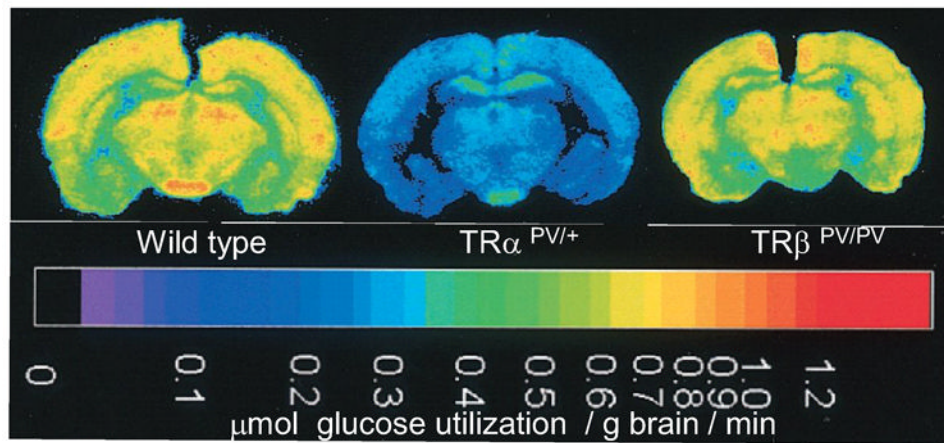 Wild type TRα PV/+ TRβ PV/PV
0 0.1 0.2 0.3 0.4 0.5 0.6 0.7 0.8 0.9 1.0 1.2
μmol glucose utilization / g brain / min